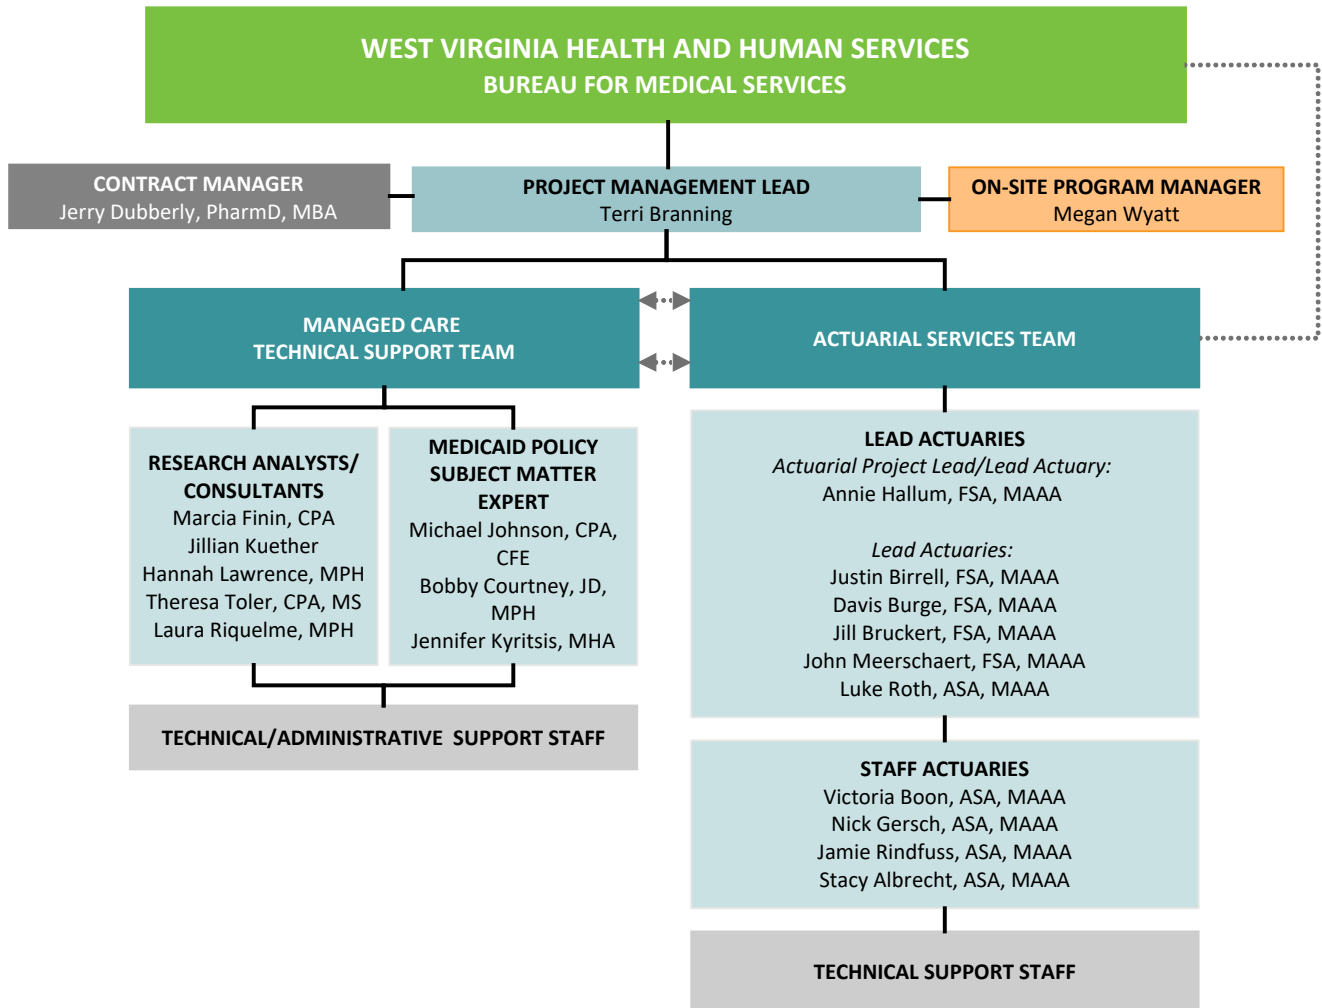 WEST VIRGINIA HEALTH AND HUMAN SERVICES
BUREAU FOR MEDICAL SERVICES
CONTRACT MANAGER
Jerry Dubberly, PharmD, MBA
PROJECT MANAGEMENT LEAD
Terri Branning
ON-SITE PROGRAM MANAGER
Megan Wyatt
MANAGED CARE
TECHNICAL SUPPORT TEAM
ACTUARIAL SERVICES TEAM
RESEARCH ANALYSTS/
CONSULTANTS
Marcia Finin, CPA
Jillian Kuether
Hannah Lawrence, MPH
Theresa Toler, CPA, MS
Laura Riquelme, MPH
MEDICAID POLICY
SUBJECT MATTER
EXPERT
Michael Johnson, CPA,
CFE
Bobby Courtney, JD,
MPH
Jennifer Kyritsis, MHA
TECHNICAL/ADMINISTRATIVE SUPPORT STAFF
LEAD ACTUARIES
Actuarial Project Lead/Lead Actuary:
Annie Hallum, FSA, MAAA
Lead Actuaries:
Justin Birrell, FSA, MAAA
Davis Burge, FSA, MAAA
Jill Bruckert, FSA, MAAA
John Meerschaert, FSA, MAAA
Luke Roth, ASA, MAAA
STAFF ACTUARIES
Victoria Boon, ASA, MAAA
Nick Gersch, ASA, MAAA
Jamie Rindfuss, ASA, MAAA
Stacy Albrecht, ASA, MAAA
TECHNICAL SUPPORT STAFF